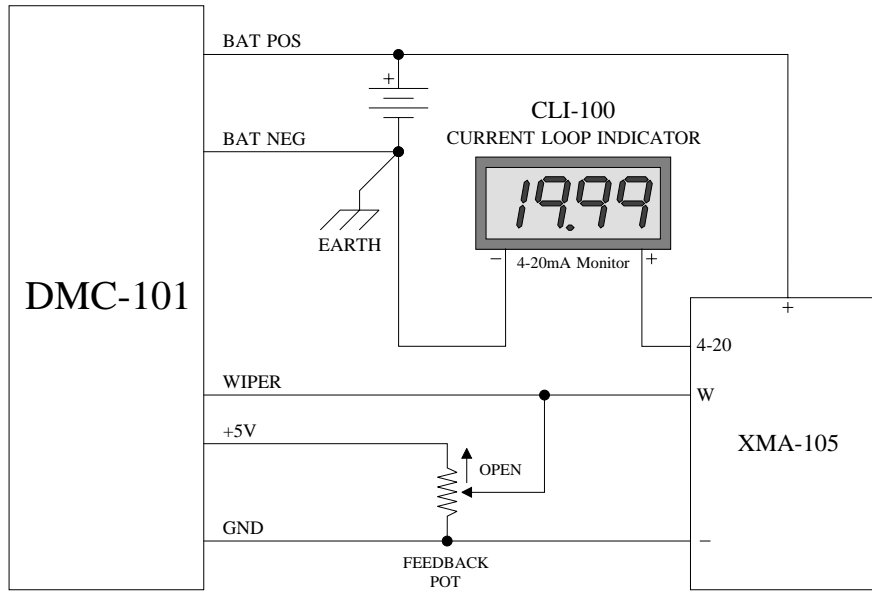 BAT POS
+
CLI-100
CURRENT LOOP INDICATOR
BAT NEG
19.99
EARTH
− 4-20mA Monitor +
DMC-101
+
4-20
WIPER
W
+5V
XMA-105
OPEN
GND
−
FEEDBACK
POT